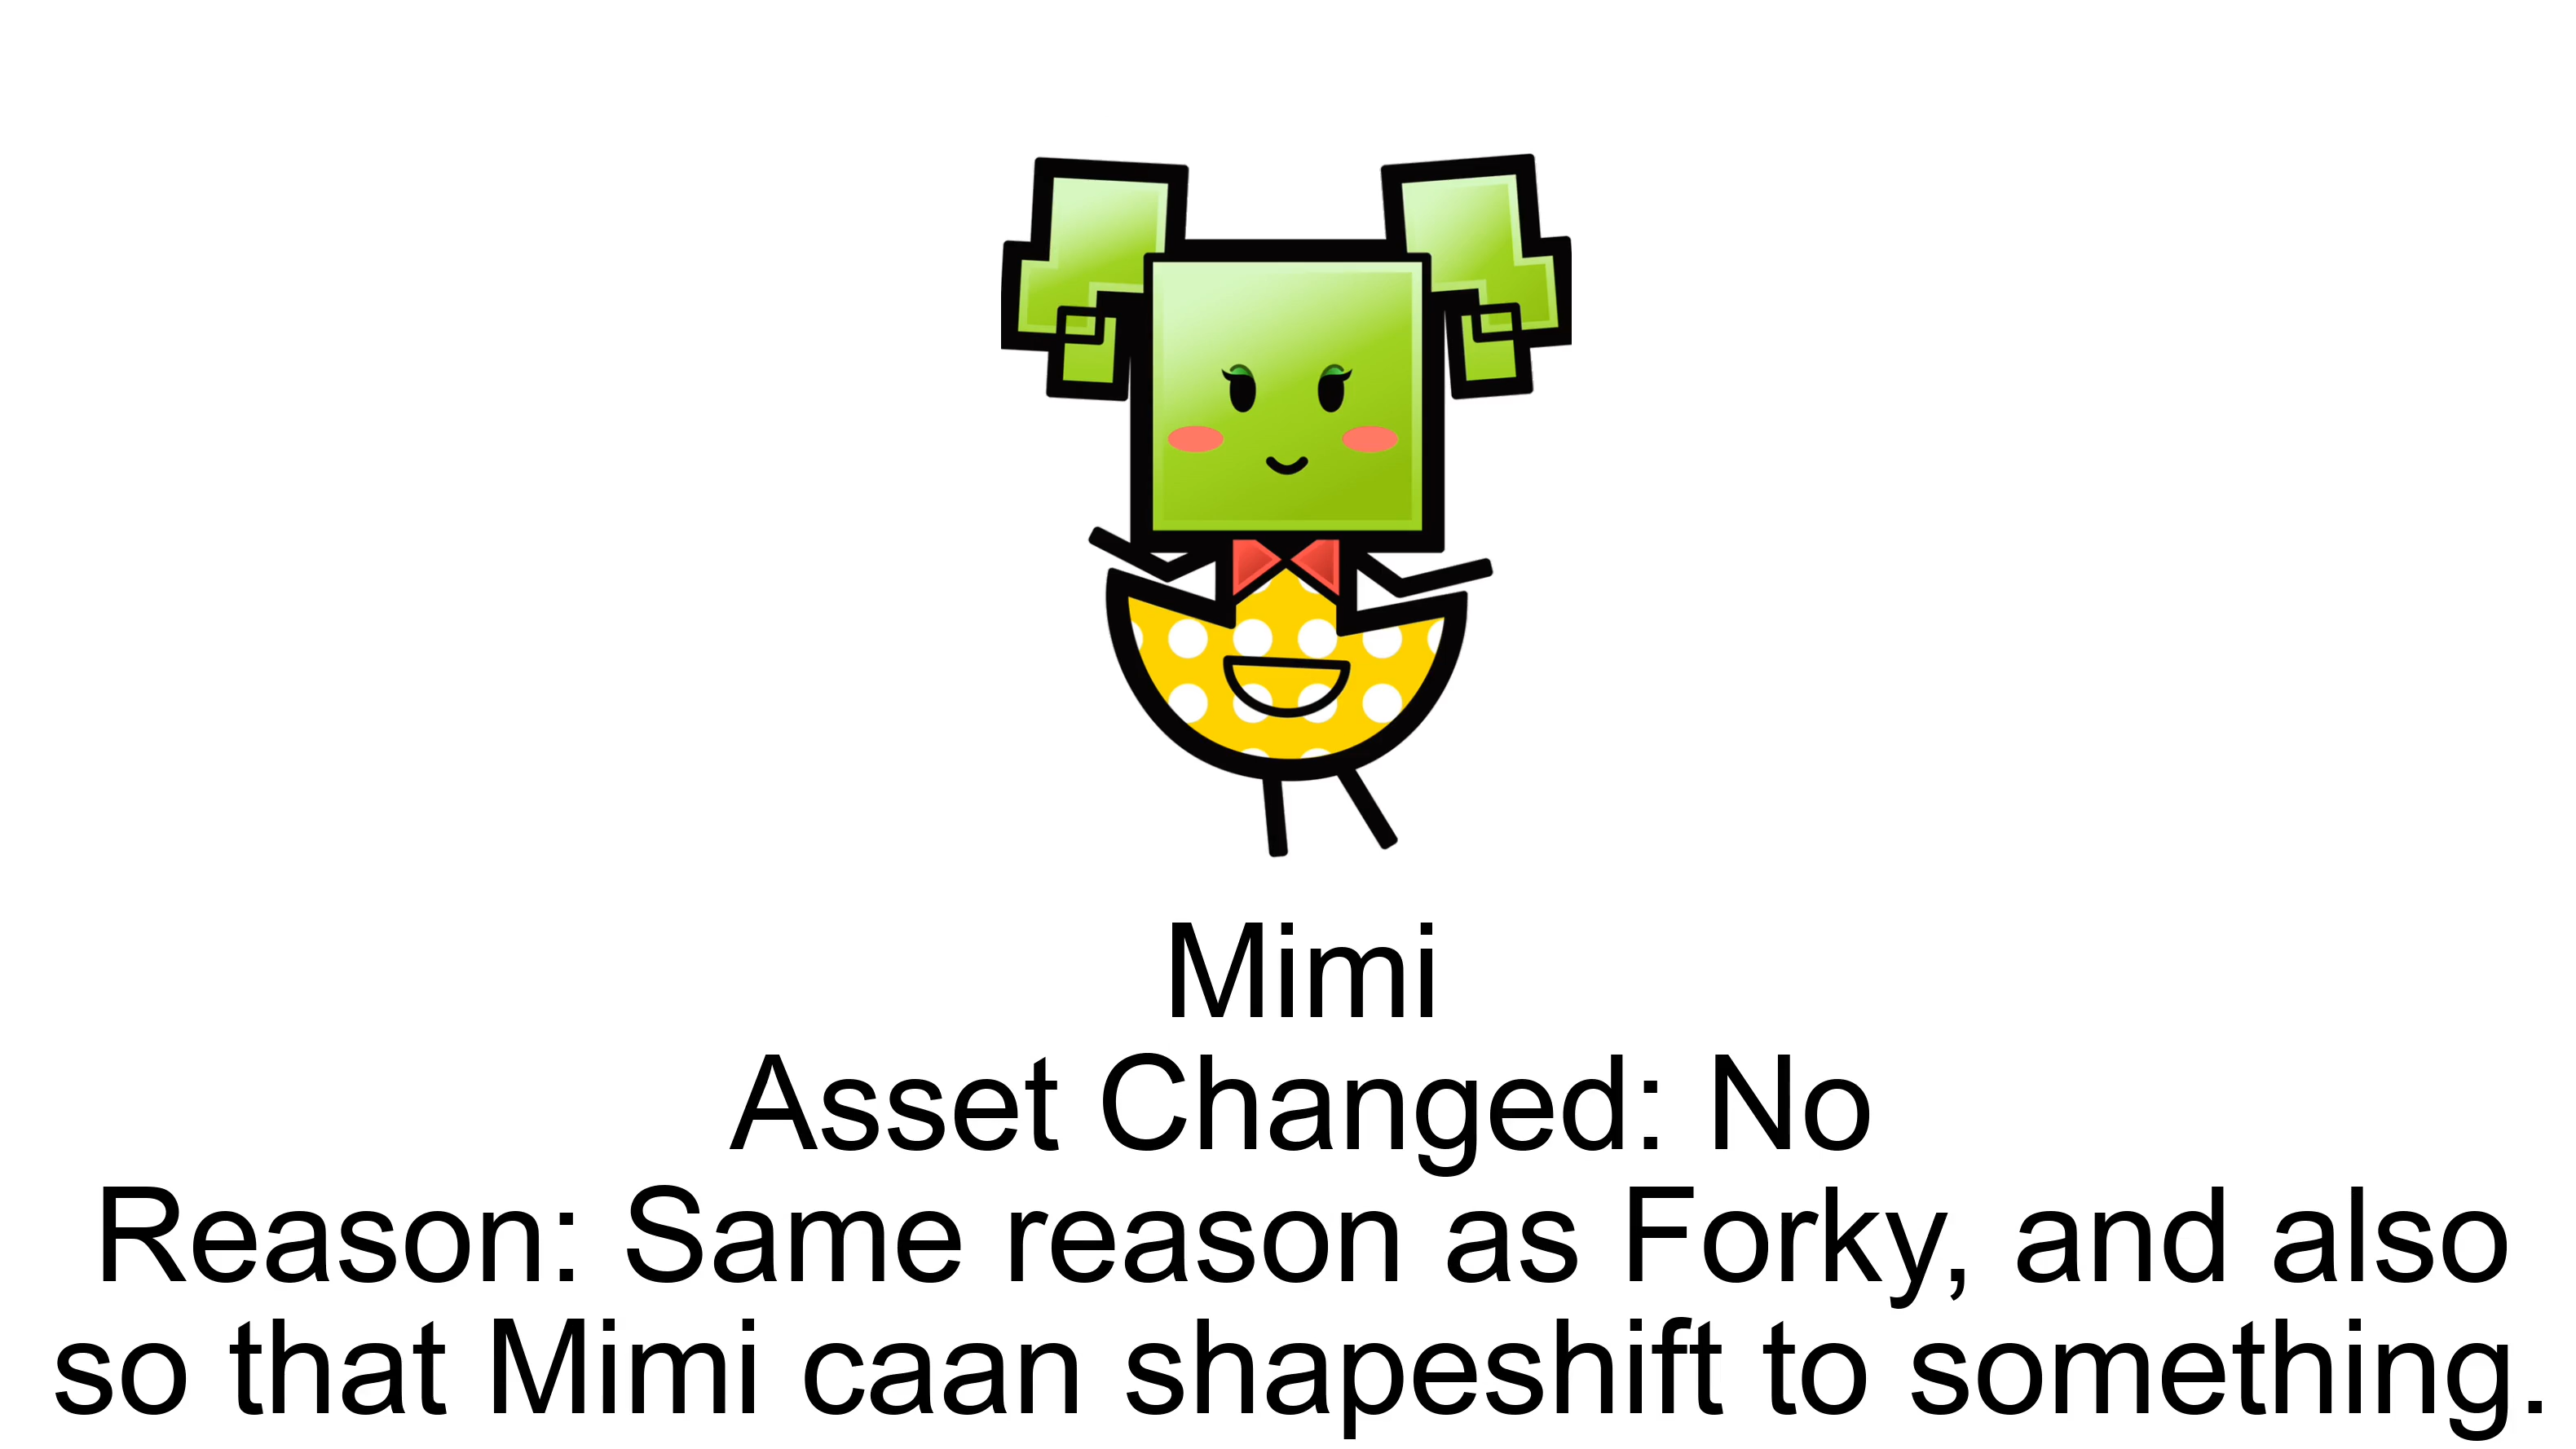 Mimi
Asset Changed: No
Reason: Same reason as Forky, and also
so that Mimi caan shapeshift to something.